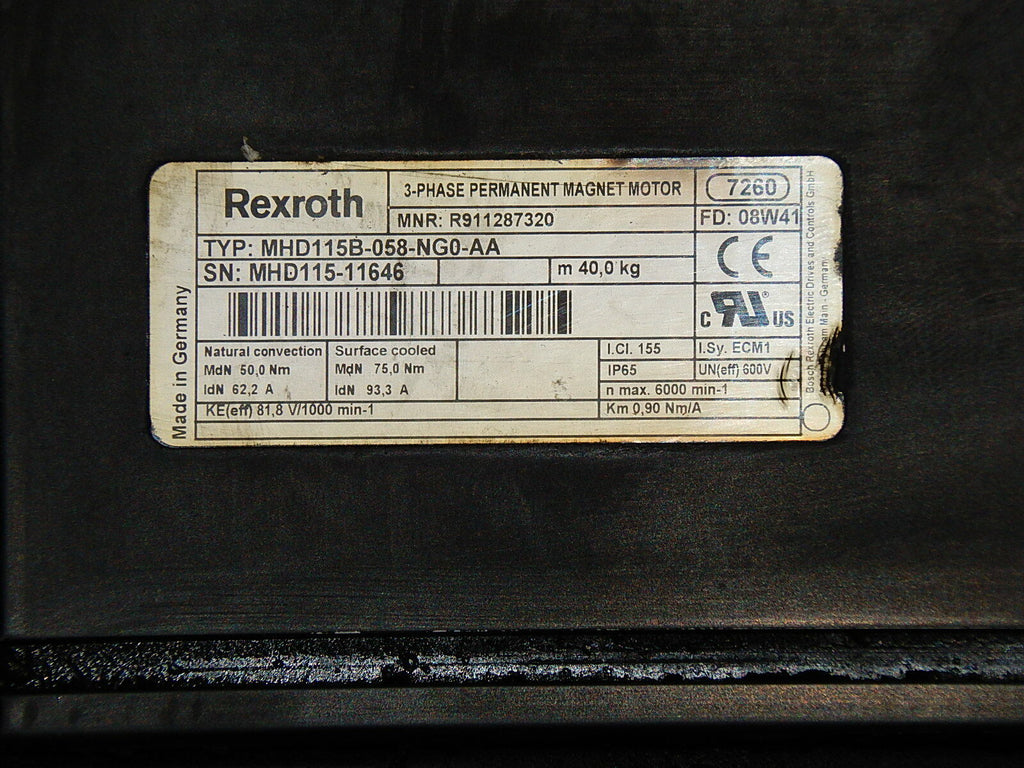 Rexroth
3-PHASE PERMANENT MAGNET MOTOR
7260
MNR: R911287320
FD: 08W41
TYP: MHD115B-058-NG0-AA
SN: MHD115-11646
m 40,0 kg
CE
C RU ® US
Natural convection
MdN 50,0 Nm
IdN 62,2 A
Surface cooled
MdN 75,0 Nm
IdN 93,3 A
I.Cl. 155
I.Sy. ECM1
IP65
UN(eff) 600V
n max. 6000 min-1
KE(eff) 81,8 V/1000 min-1
Km 0,90 Nm/A
Made in Germany
Bosch Rexroth Electric Drives and Controls GmbH
Main - Germany